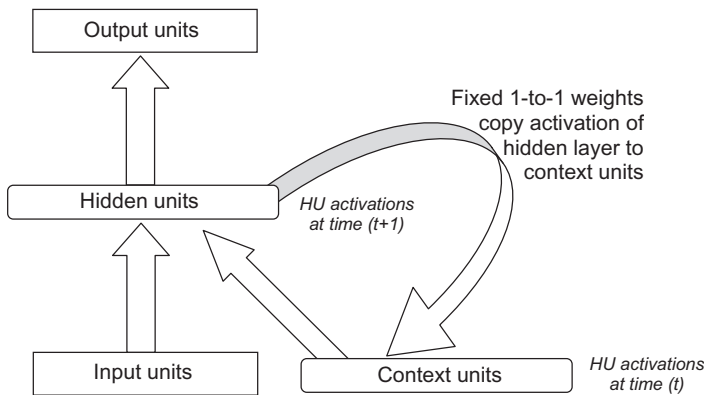 Output units
Fixed 1-to-1 weights
copy activation of
hidden layer to
context units
Hidden units
HU activations
at time (t+1)
Input units
Context units
HU activations
at time (t)